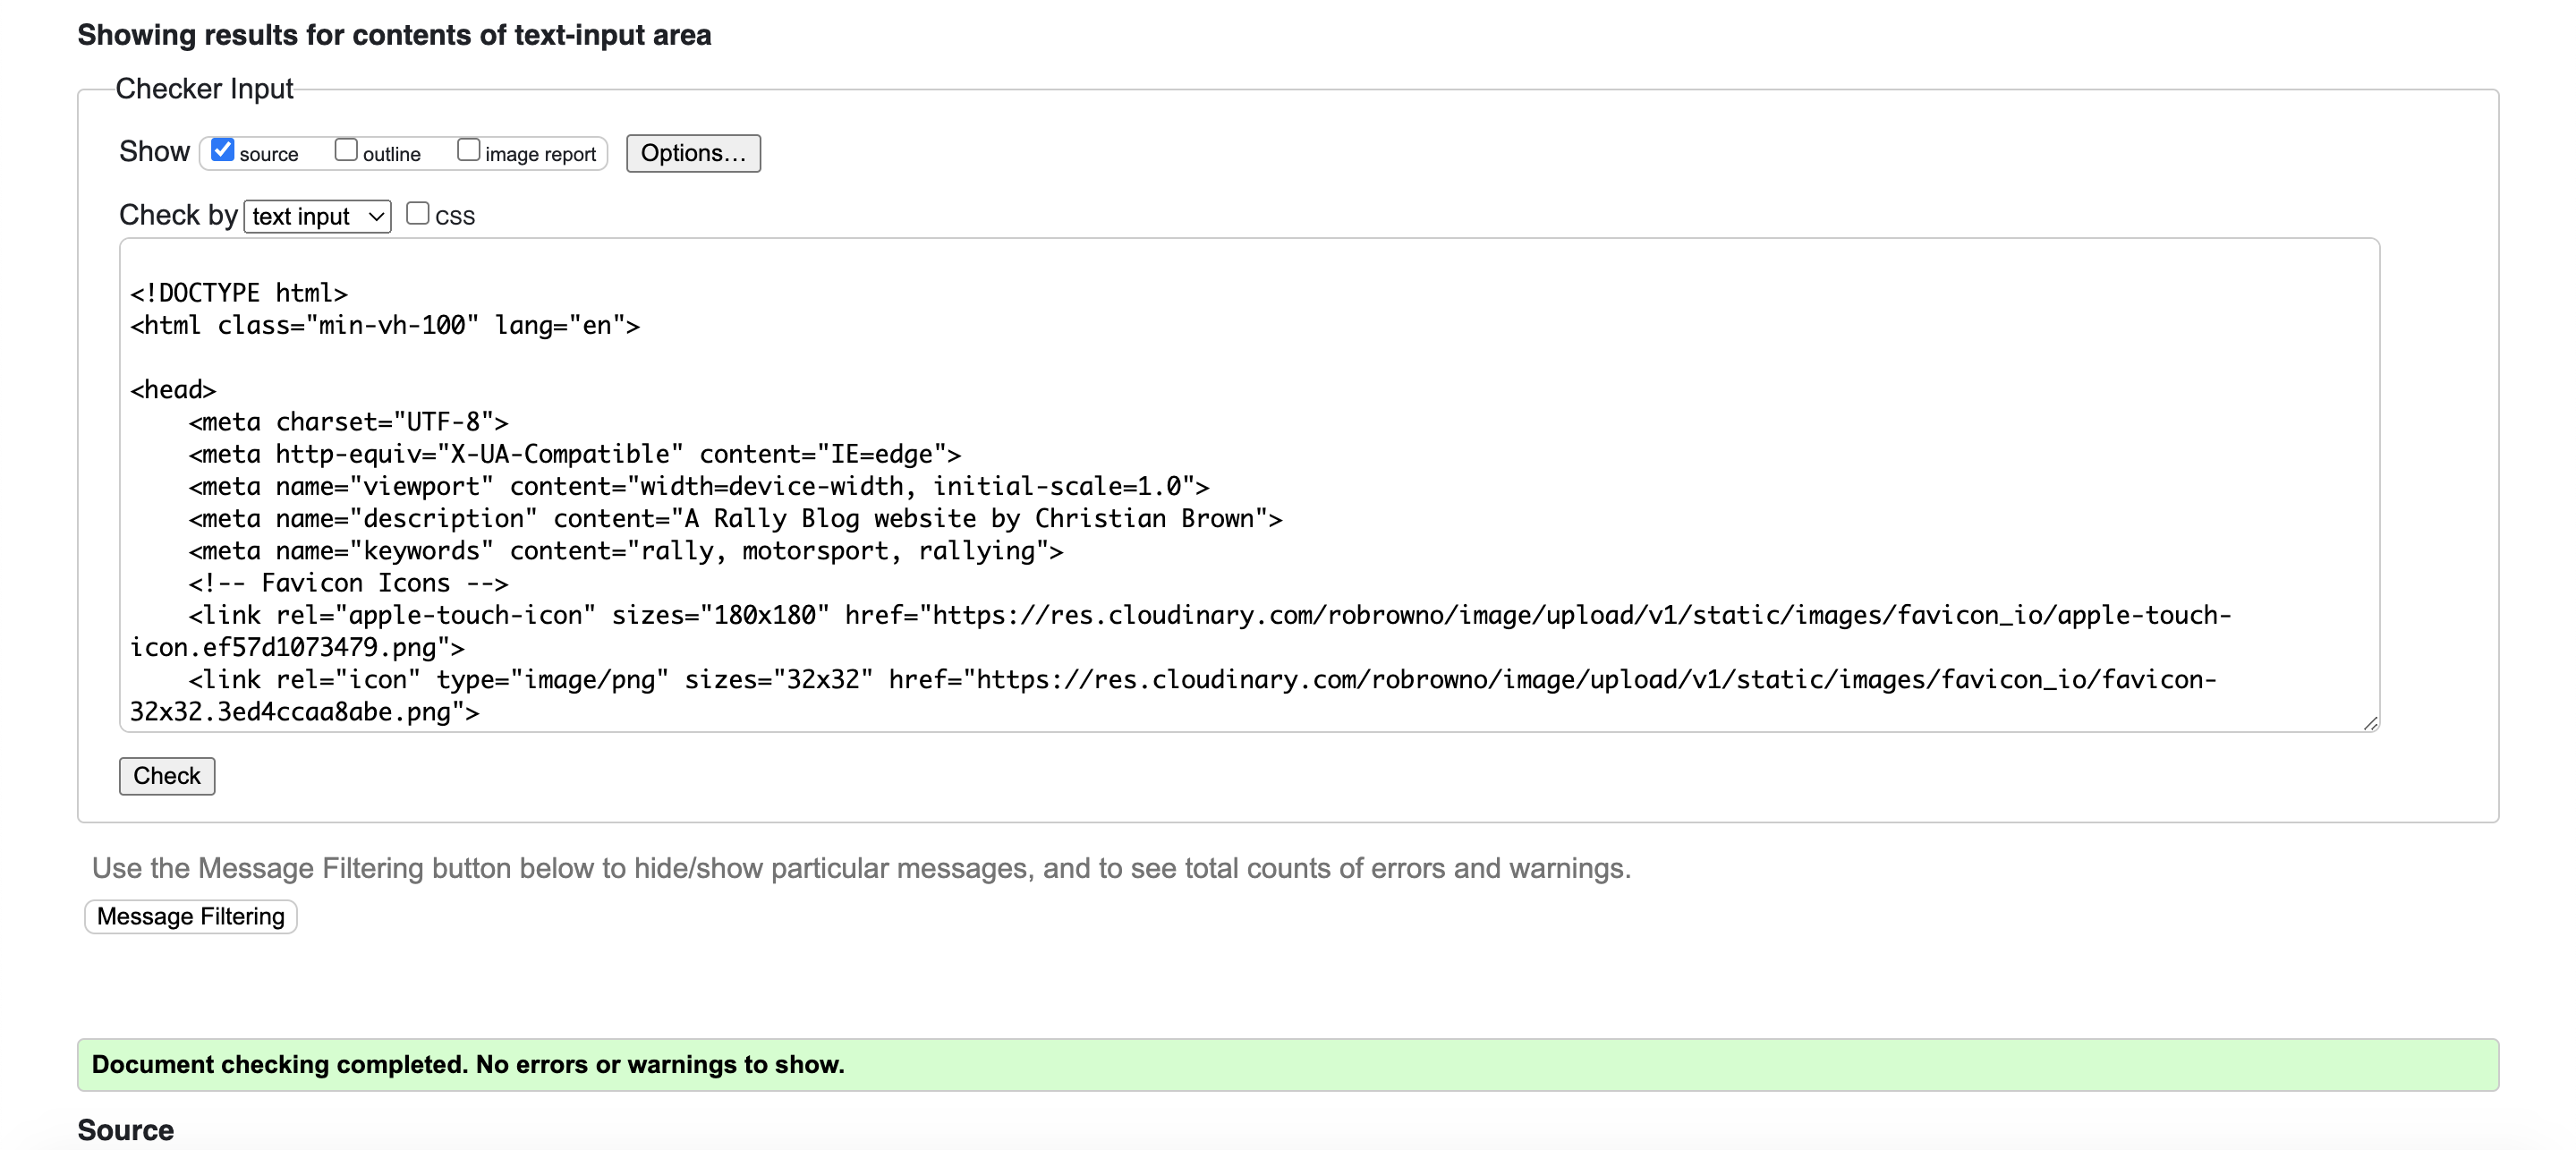 Showing results for contents of text-input area
Checker Input
Show source outline image report Options...
Check by text input CSS
<!DOCTYPE html>
<html class="min-vh-100" lang="en">
<head>
    <meta charset="UTF-8">
    <meta http-equiv="X-UA-Compatible" content="IE=edge">
    <meta name="viewport" content="width=device-width, initial-scale=1.0">
    <meta name="description" content="A Rally Blog website by Christian Brown">
    <meta name="keywords" content="rally, motorsport, rallying">
    <!-- Favicon Icons -->
    <link rel="apple-touch-icon" sizes="180x180" href="https://res.cloudinary.com/robrowno/image/upload/v1/static/images/favicon_io/apple-touch-
icon.ef57d1073479.png">
    <link rel="icon" type="image/png" sizes="32x32" href="https://res.cloudinary.com/robrowno/image/upload/v1/static/images/favicon_io/favicon-
32x32.3ed4ccaa8abe.png">
Check
Use the Message Filtering button below to hide/show particular messages, and to see total counts of errors and warnings.
Message Filtering
Document checking completed. No errors or warnings to show.
Source